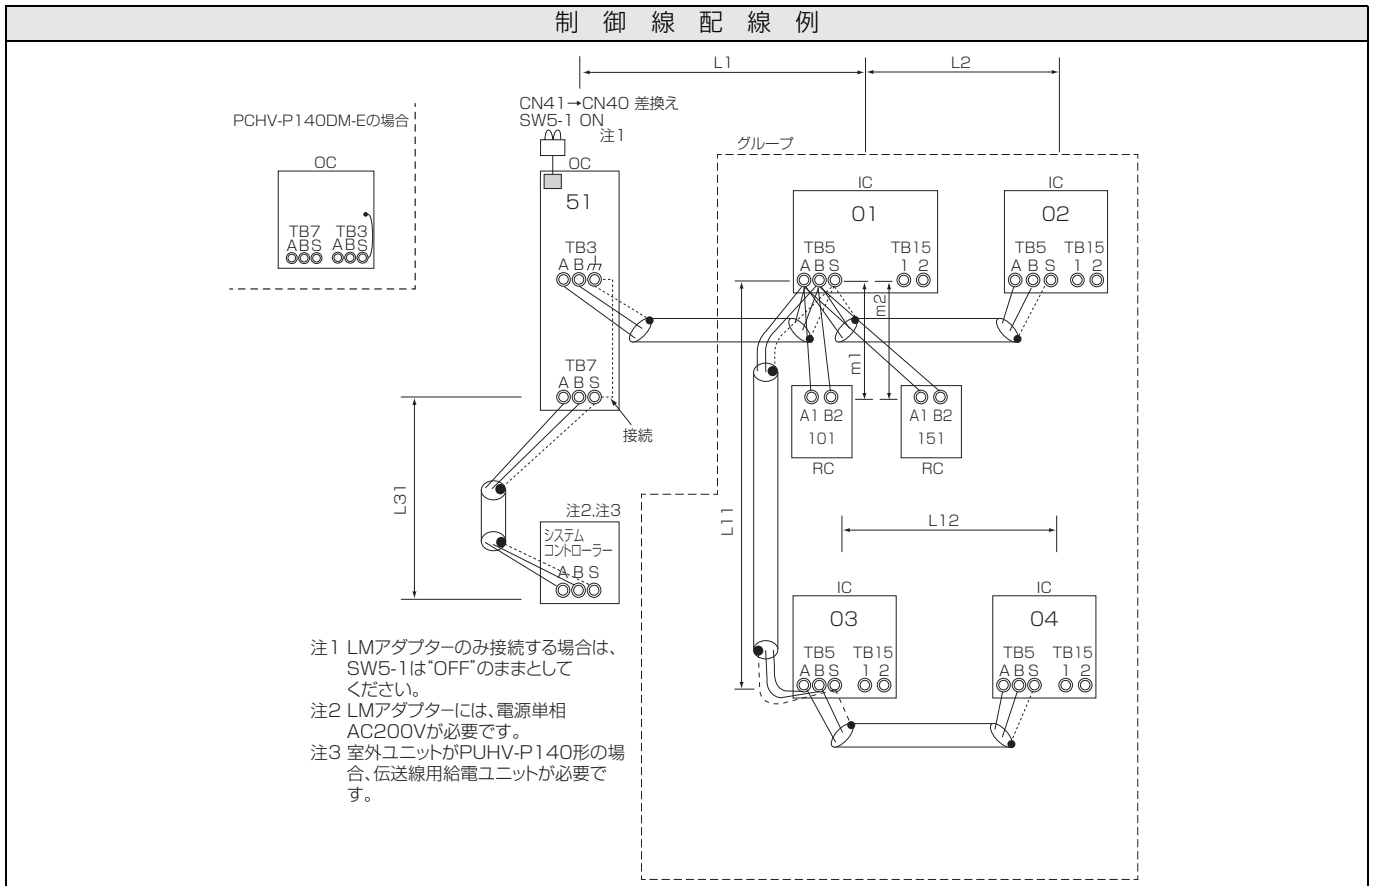 制御線配線例
L1
L2
CN41→CN40 差換え
SW5-1 ON
注1
PCHV-P140DM-Eの場合
OC
TB7 TB3
ABS ABS
OC
51
TB3
A B
TB7
A B S
接続
グループ
IC
01
TB5 TB15
A B S 1 2
IC
02
TB5 TB15
A B S 1 2
m1
m2
A1 B2
101
RC
A1 B2
151
RC
L31
L11
L12
注2,注3
システム
コントローラー
A B S
IC
03
TB5 TB15
A B S 1 2
IC
04
TB5 TB15
A B S 1 2
注1 LMアダプターのみ接続する場合は、
SW5-1は“OFF”のままとして
ください。
注2 LMアダプターには、電源単相
AC200Vが必要です。
注3 室外ユニットがPUHV-P140形の場
合、伝送線用給電ユニットが必要で
す。